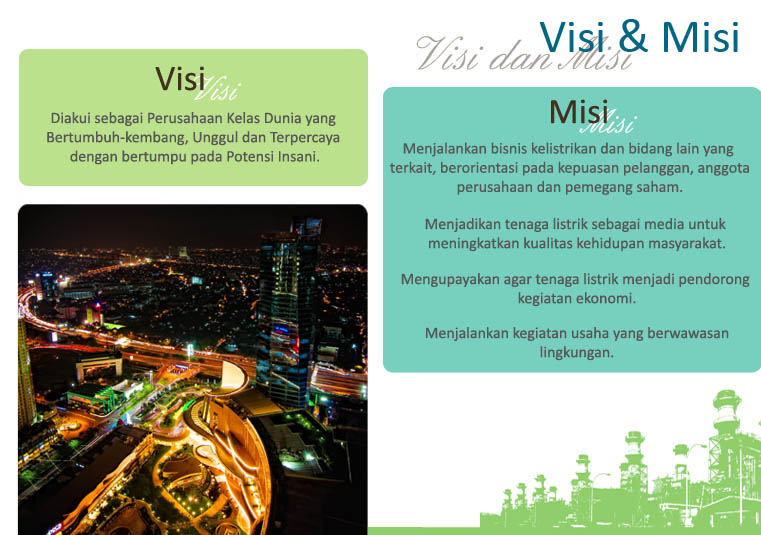 Visi & Misi
Visi dan Misi
Visi
Visi
Diakui sebagai Perusahaan Kelas Dunia yang
Bertumbuh-kembang, Unggul dan Terpercaya
dengan bertumpu pada Potensi Insani.
Misi
Misi
Menjalankan bisnis kelistrikan dan bidang lain yang
terkait, berorientasi pada kepuasan pelanggan, anggota
perusahaan dan pemegang saham.
Menjadikan tenaga listrik sebagai media untuk
meningkatkan kualitas kehidupan masyarakat.
Mengupayakan agar tenaga listrik menjadi pendorong
kegiatan ekonomi.
Menjalankan kegiatan usaha yang berwawasan
lingkungan.